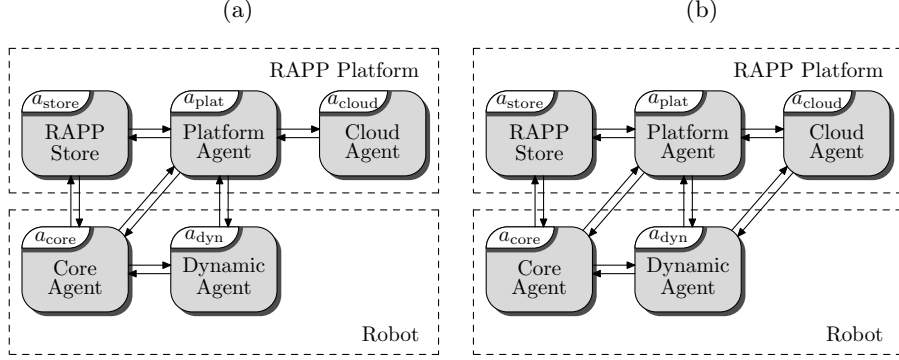 (a)
RAPP Platform
a_store
RAPP
Store
a_plat
Platform
Agent
a_cloud
Cloud
Agent
a_core
Core
Agent
a_dyn
Dynamic
Agent
Robot
(b)
RAPP Platform
a_store
RAPP
Store
a_plat
Platform
Agent
a_cloud
Cloud
Agent
a_core
Core
Agent
a_dyn
Dynamic
Agent
Robot